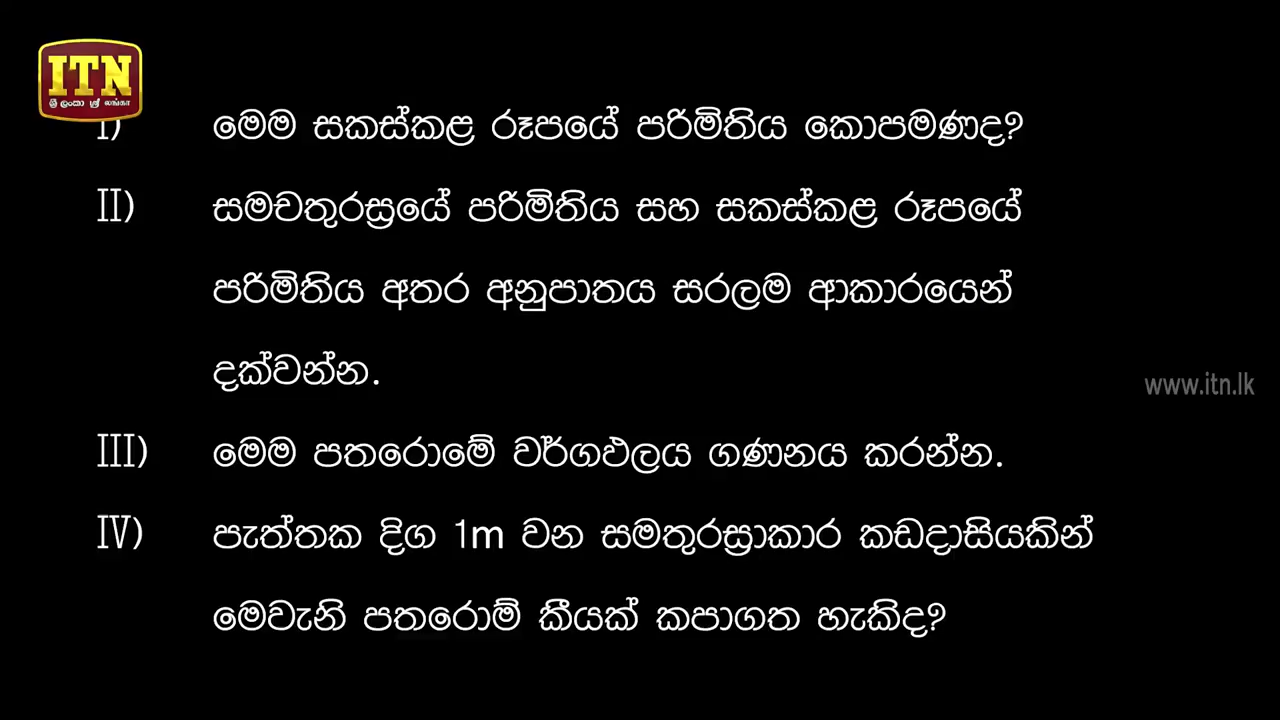 ITN
ශ්‍රී ලංකා ஸ்ரீ லங்கா
I) මෙම සකස්කළ රූපයේ පරිමිතිය කොපමණද?
II) සමචතුරස්‍රයේ පරිමිතිය සහ සකස්කළ රූපයේ
පරිමිතිය අතර අනුපාතය සරලම ආකාරයෙන්
දක්වන්න.
www.itn.lk
III) මෙම පතරොමේ වර්ගඵලය ගණනය කරන්න.
IV) පැත්තක දිග 1m වන සමතුරස්‍රාකාර කඩදාසියකින්
මෙවැනි පතරොම් කීයක් කපාගත හැකිද?